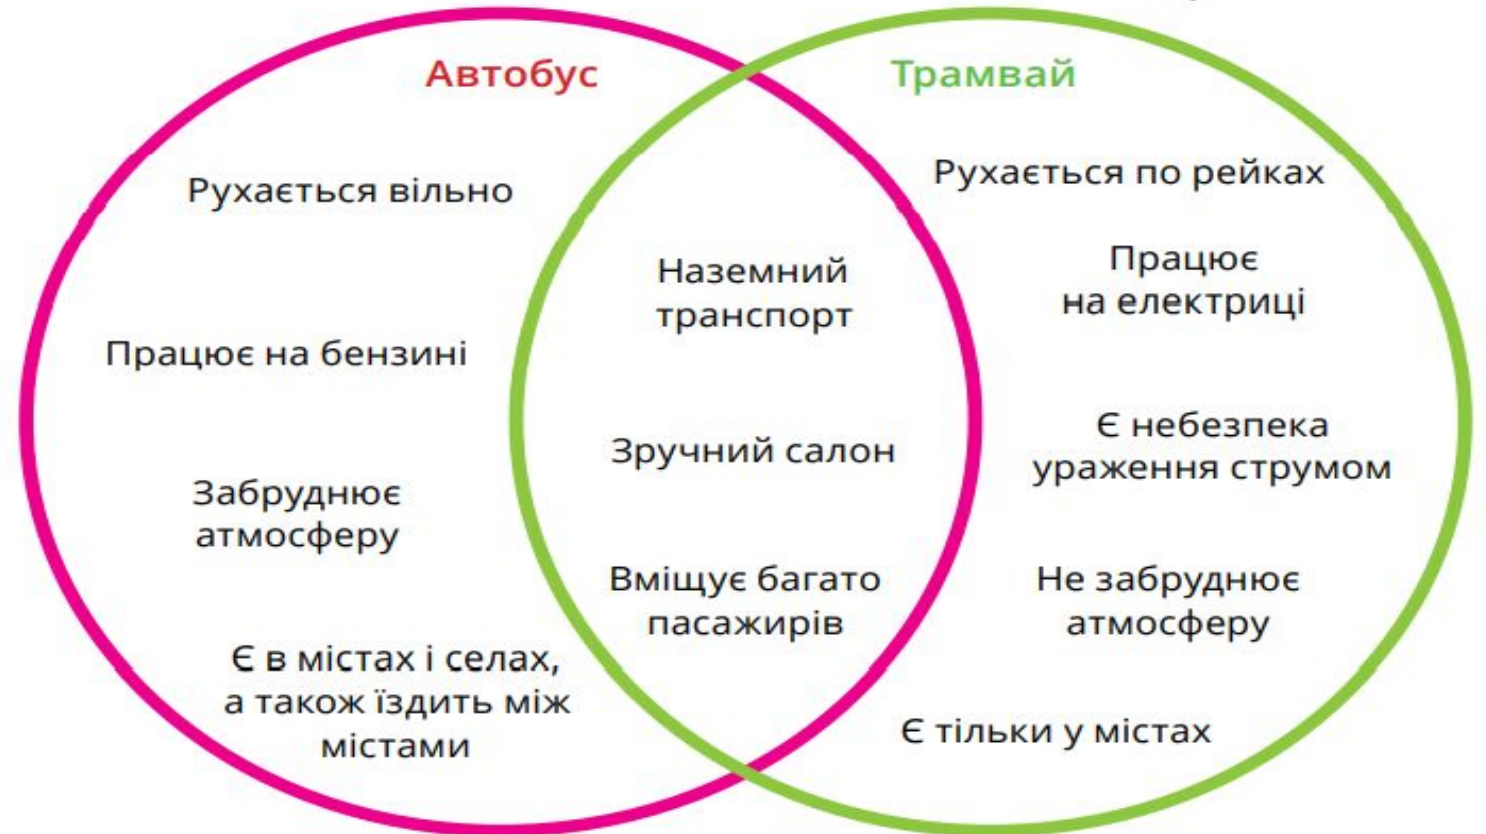 Автобус
Рухається вільно
Працює на бензині
Забруднює
атмосферу
Є в містах і селах,
а також їздить між
містами
Наземний
транспорт
Зручний салон
Вміщує багато
пасажирів
Трамвай
Рухається по рейках
Працює
на електриці
Є небезпека
ураження струмом
Не забруднює
атмосферу
Є тільки у містах